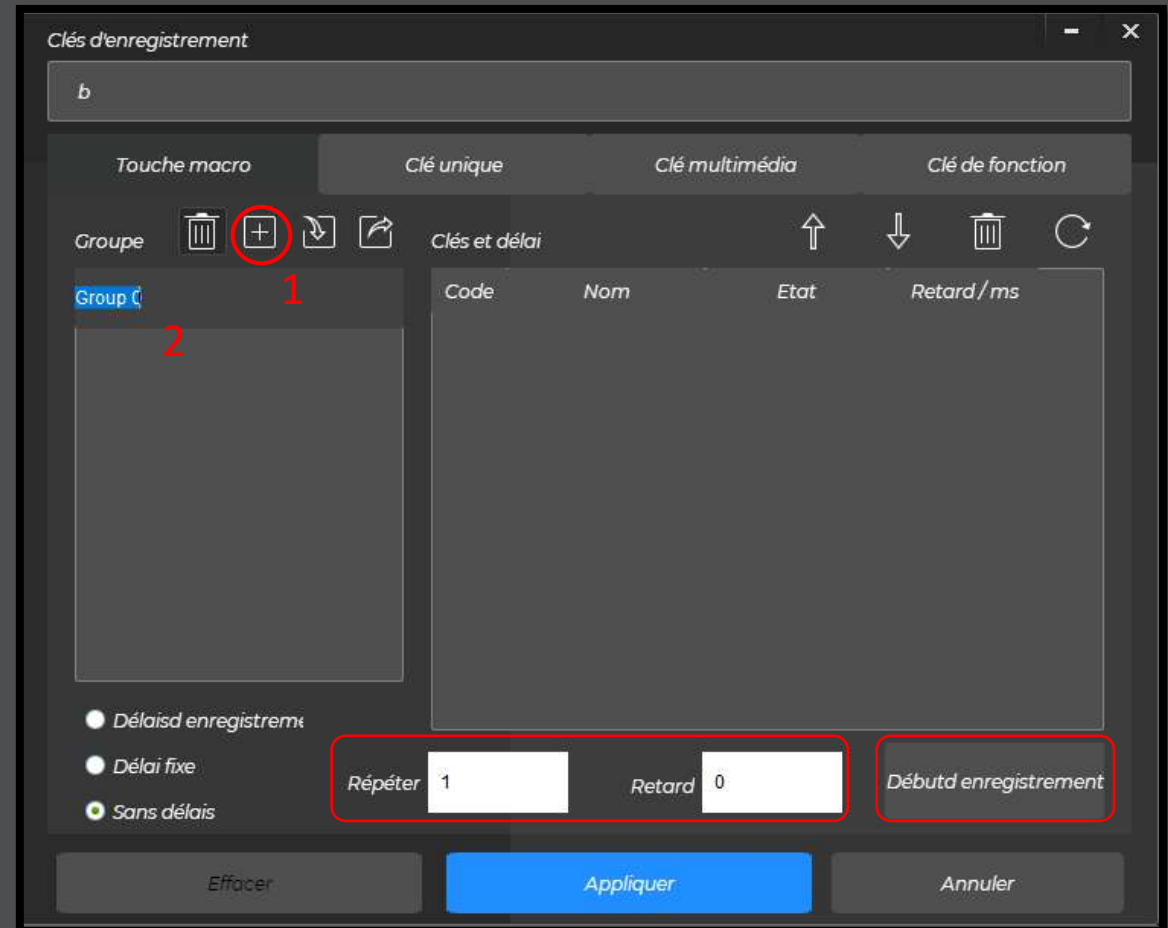 Clés d'enregistrement
b
Touche macro Clé unique Clé multimédia Clé de fonction
Groupe Clés et délai
1
Group 0
2
Code Nom Etat Retard / ms
Délaisd enregistreme
Délai fixe
Sans délais
Répéter 1 Retard 0
Débutd enregistrement
Effacer Appliquer Annuler